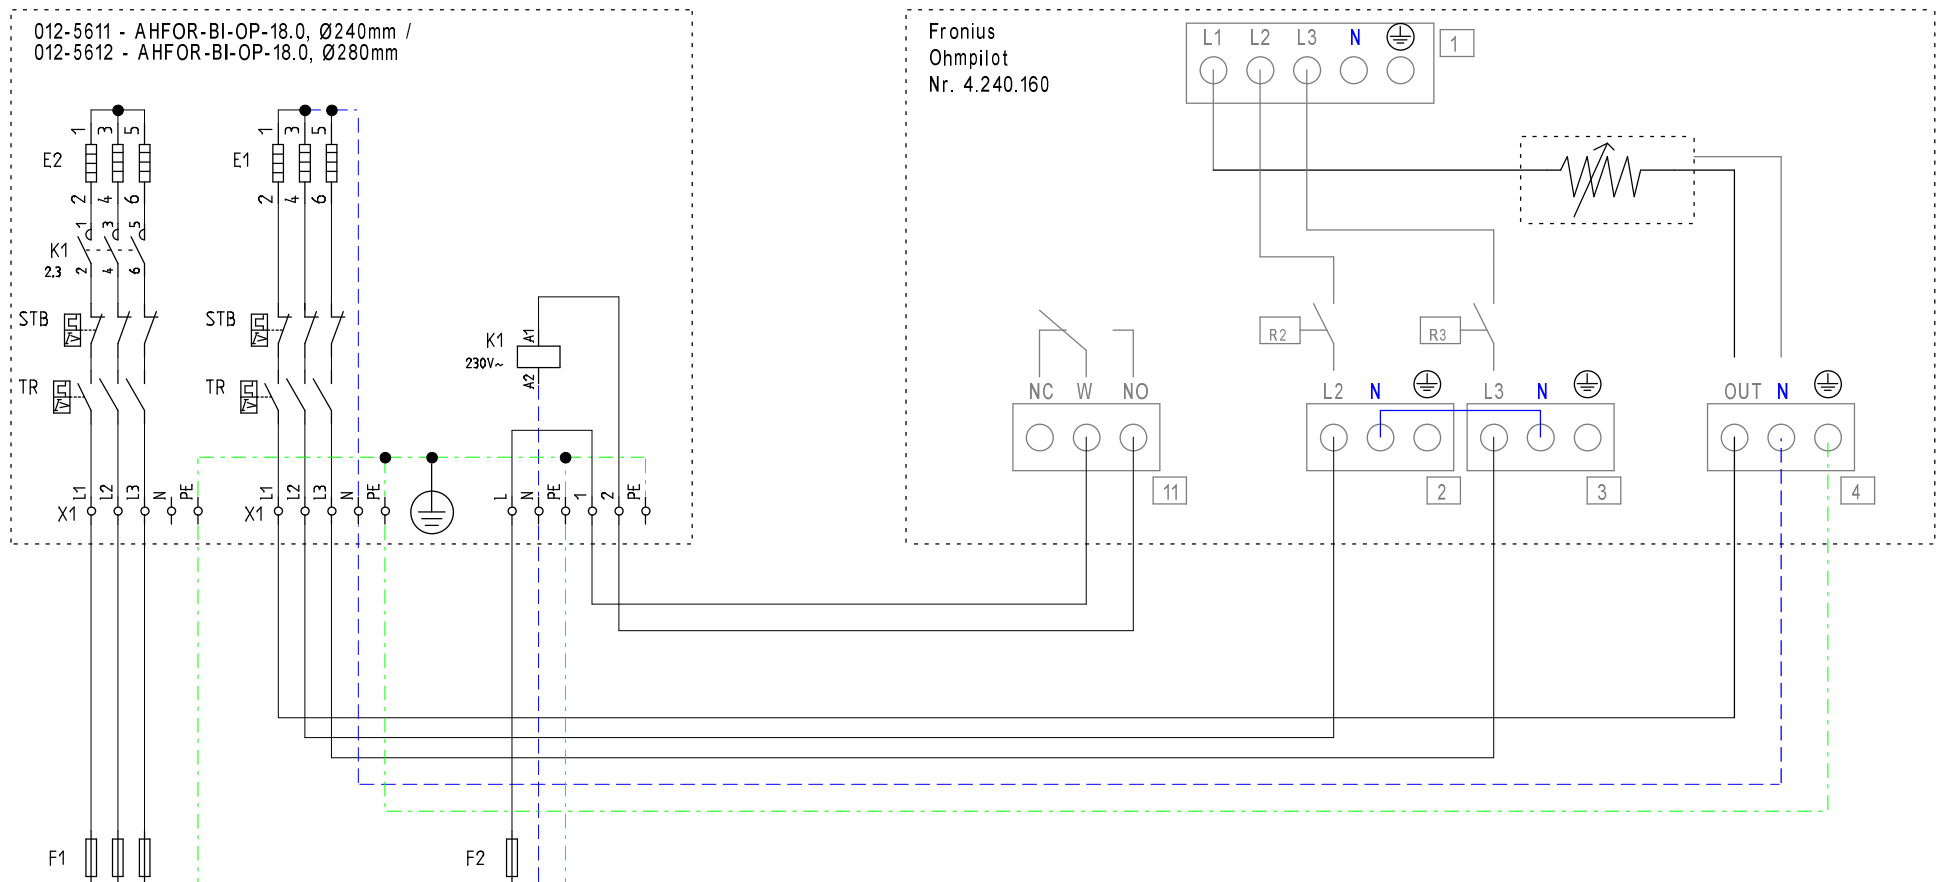 012-5611 - AHFOR-BI-OP-18.0, Ø240mm /
012-5612 - AHFOR-BI-OP-18.0, Ø280mm
Fronius
Ohmpilot
Nr. 4.240.160
L1 L2 L3 N
1
1 3 5
E2
2 4 6
1 3 5
E1
2 4 6
1 3 5
K1
2.3 2 4 6
STB
STB
TR
TR
K1
230V~
A1
A2
R2
R3
NC W NO
L2 N
L3 N
OUT N
11
2
3
4
X1
L1 L2 L3 N PE
X1
L1 L2 L3 N PE
L N PE 1 2 PE
F1
F2